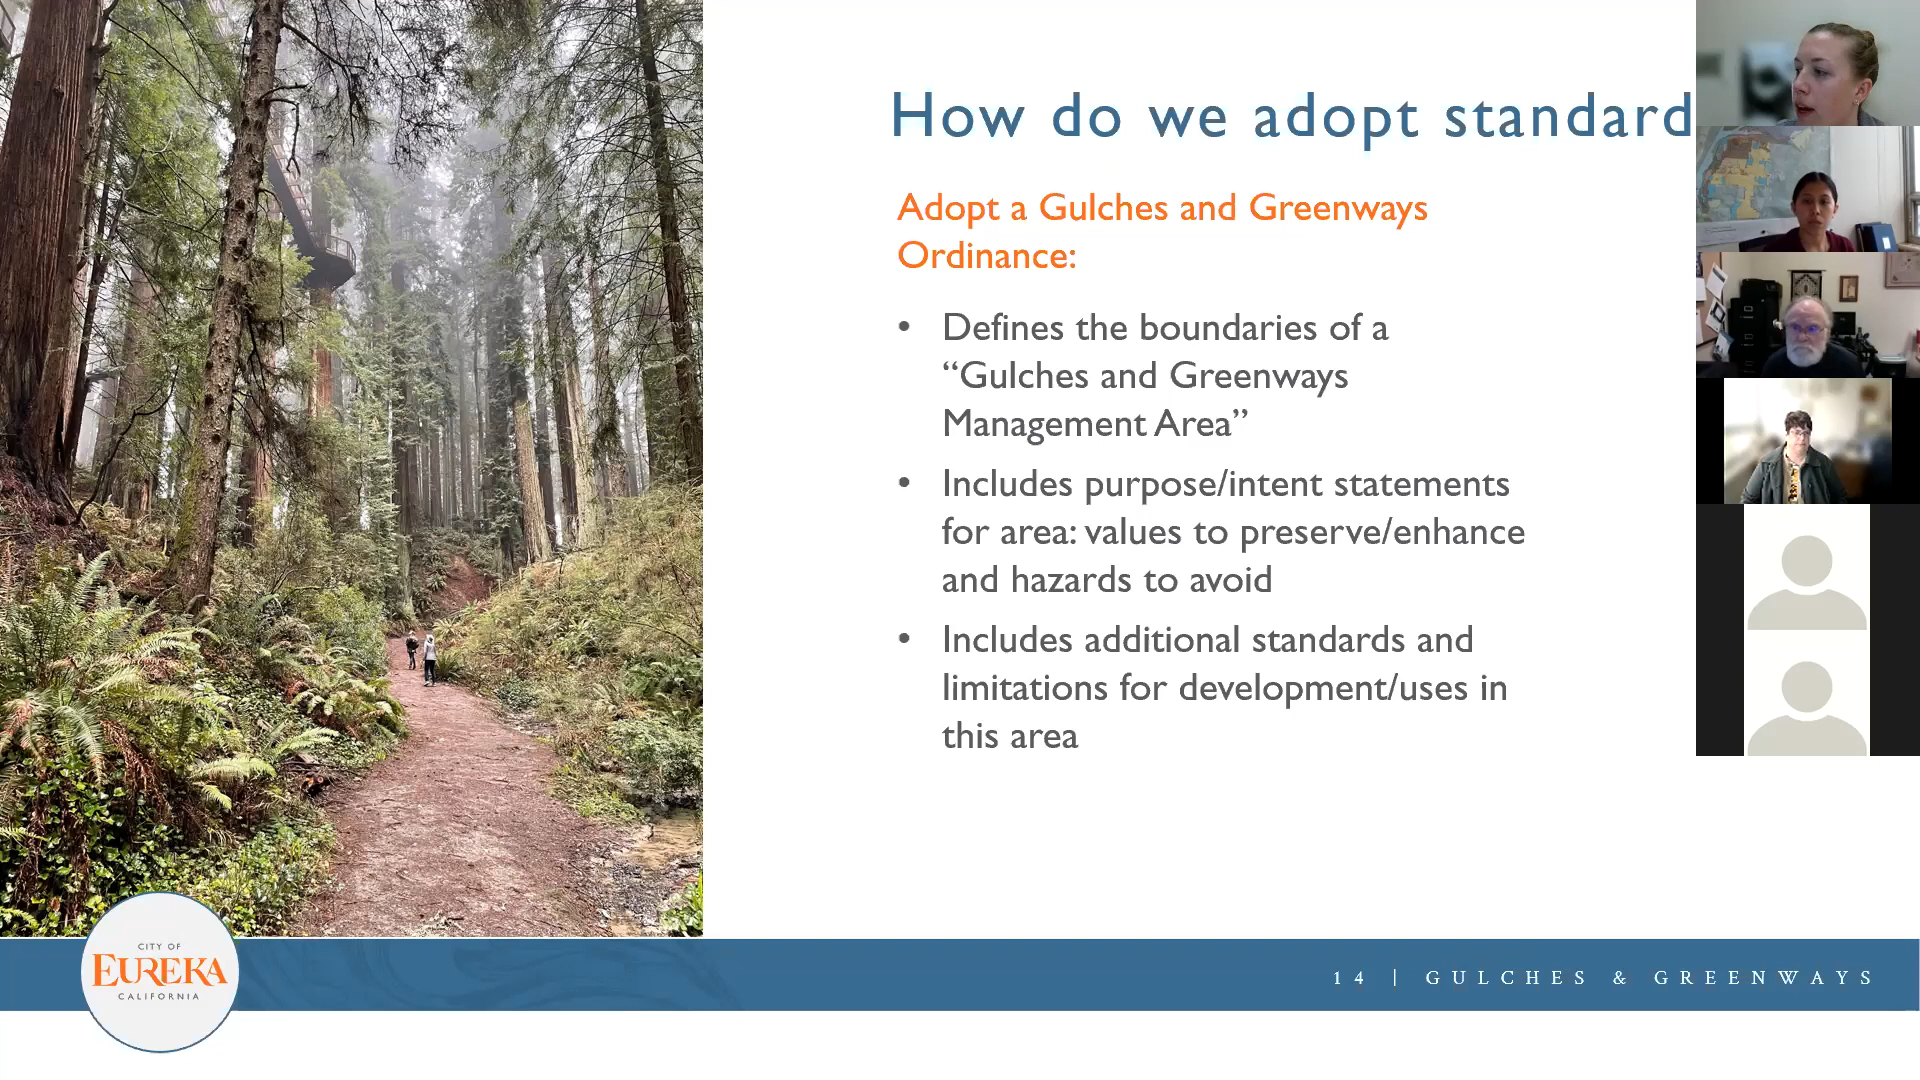 How do we adopt standard
Adopt a Gulches and Greenways
Ordinance:
• Defines the boundaries of a
“Gulches and Greenways
Management Area”
• Includes purpose/intent statements
for area: values to preserve/enhance
and hazards to avoid
• Includes additional standards and
limitations for development/uses in
this area
CITY OF
EUREKA
CALIFORNIA
14 | GULCHES & GREENWAYS